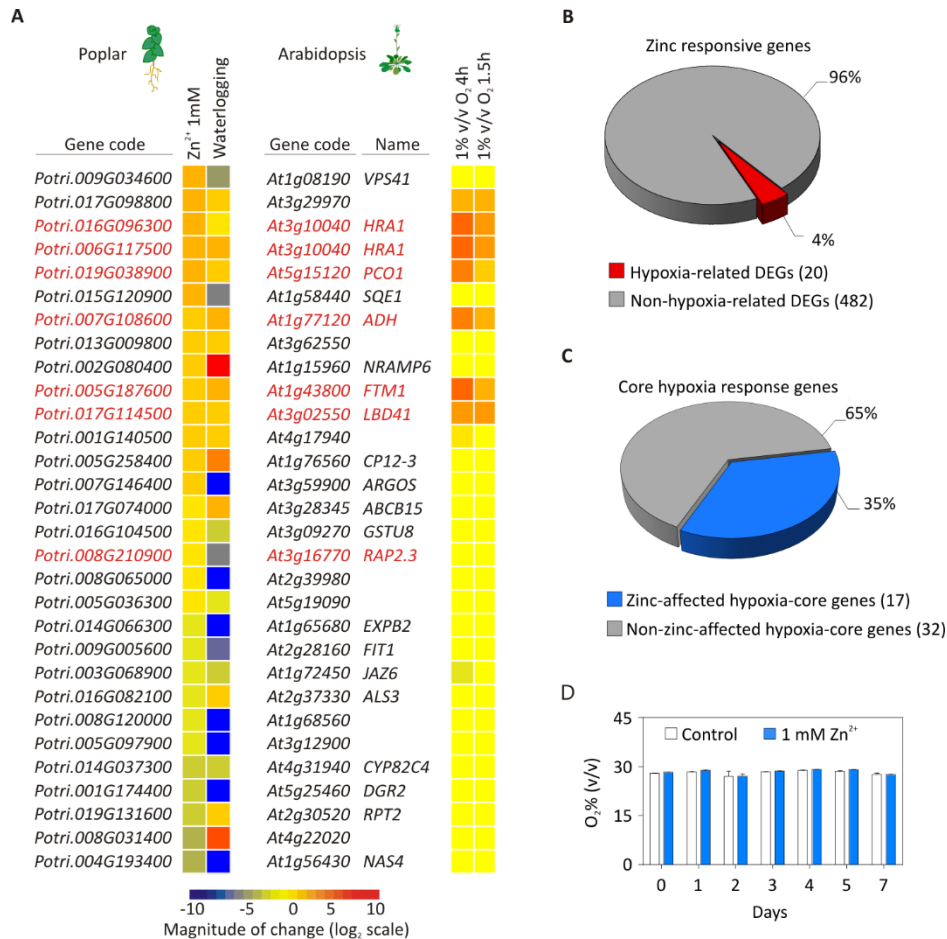 A
Poplar
Arabidopsis
Zn²⁺ 1mM
Waterlogging
1% v/v O₂ 4h
1% v/v O₂ 1.5h
Gene code
Gene code Name
Potri.009G034600 At1g08190 VPS41
Potri.017G098800 At3g29970
Potri.016G096300 At3g10040 HRA1
Potri.006G117500 At3g10040 HRA1
Potri.019G038900 At5g15120 PCO1
Potri.015G120900 At1g58440 SQE1
Potri.007G108600 At1g77120 ADH
Potri.013G009800 At3g62550
Potri.002G080400 At1g15960 NRAMP6
Potri.005G187600 At1g43800 FTM1
Potri.017G114500 At3g02550 LBD41
Potri.001G140500 At4g17940
Potri.005G258400 At1g76560 CP12-3
Potri.007G146400 At3g59900 ARGOS
Potri.017G074000 At3g28345 ABCB15
Potri.016G104500 At3g09270 GSTU8
Potri.008G210900 At3g16770 RAP2.3
Potri.008G065000 At2g39980
Potri.005G036300 At5g19090
Potri.014G066300 At1g65680 EXPB2
Potri.009G005600 At2g28160 FIT1
Potri.003G068900 At1g72450 JAZ6
Potri.016G082100 At2g37330 ALS3
Potri.008G120000 At1g68560
Potri.005G097900 At3g12900
Potri.014G037300 At4g31940 CYP82C4
Potri.001G174400 At5g25460 DGR2
Potri.019G131600 At2g30520 RPT2
Potri.008G031400 At4g22020
Potri.004G193400 At1g56430 NAS4
-10 -5 0 5 10
Magnitude of change (log₂ scale)
B
Zinc responsive genes
96%
4%
Hypoxia-related DEGs (20)
Non-hypoxia-related DEGs (482)
C
Core hypoxia response genes
65%
35%
Zinc-affected hypoxia-core genes (17)
Non-zinc-affected hypoxia-core genes (32)
D
45
Control 1 mM Zn²⁺
30
15
0
O₂% (v/v)
0 1 2 3 4 5 7
Days